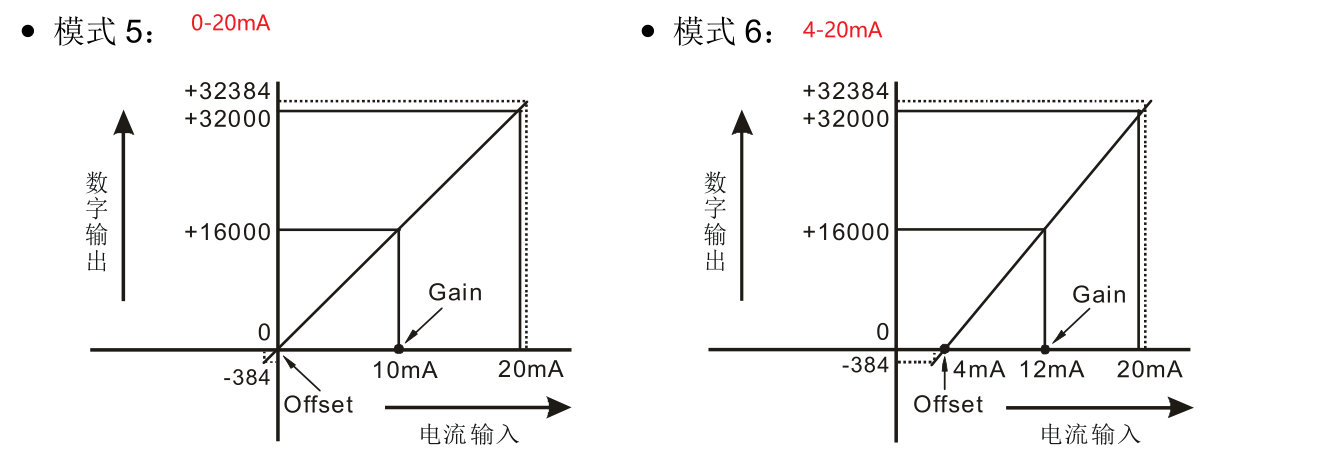 ● 模式 5： 0-20mA
+32384
+32000
数字输出
+16000
Gain
0
-384
10mA
20mA
Offset
电流输入
● 模式 6： 4-20mA
+32384
+32000
数字输出
+16000
Gain
0
-384
4mA
12mA
20mA
Offset
电流输入